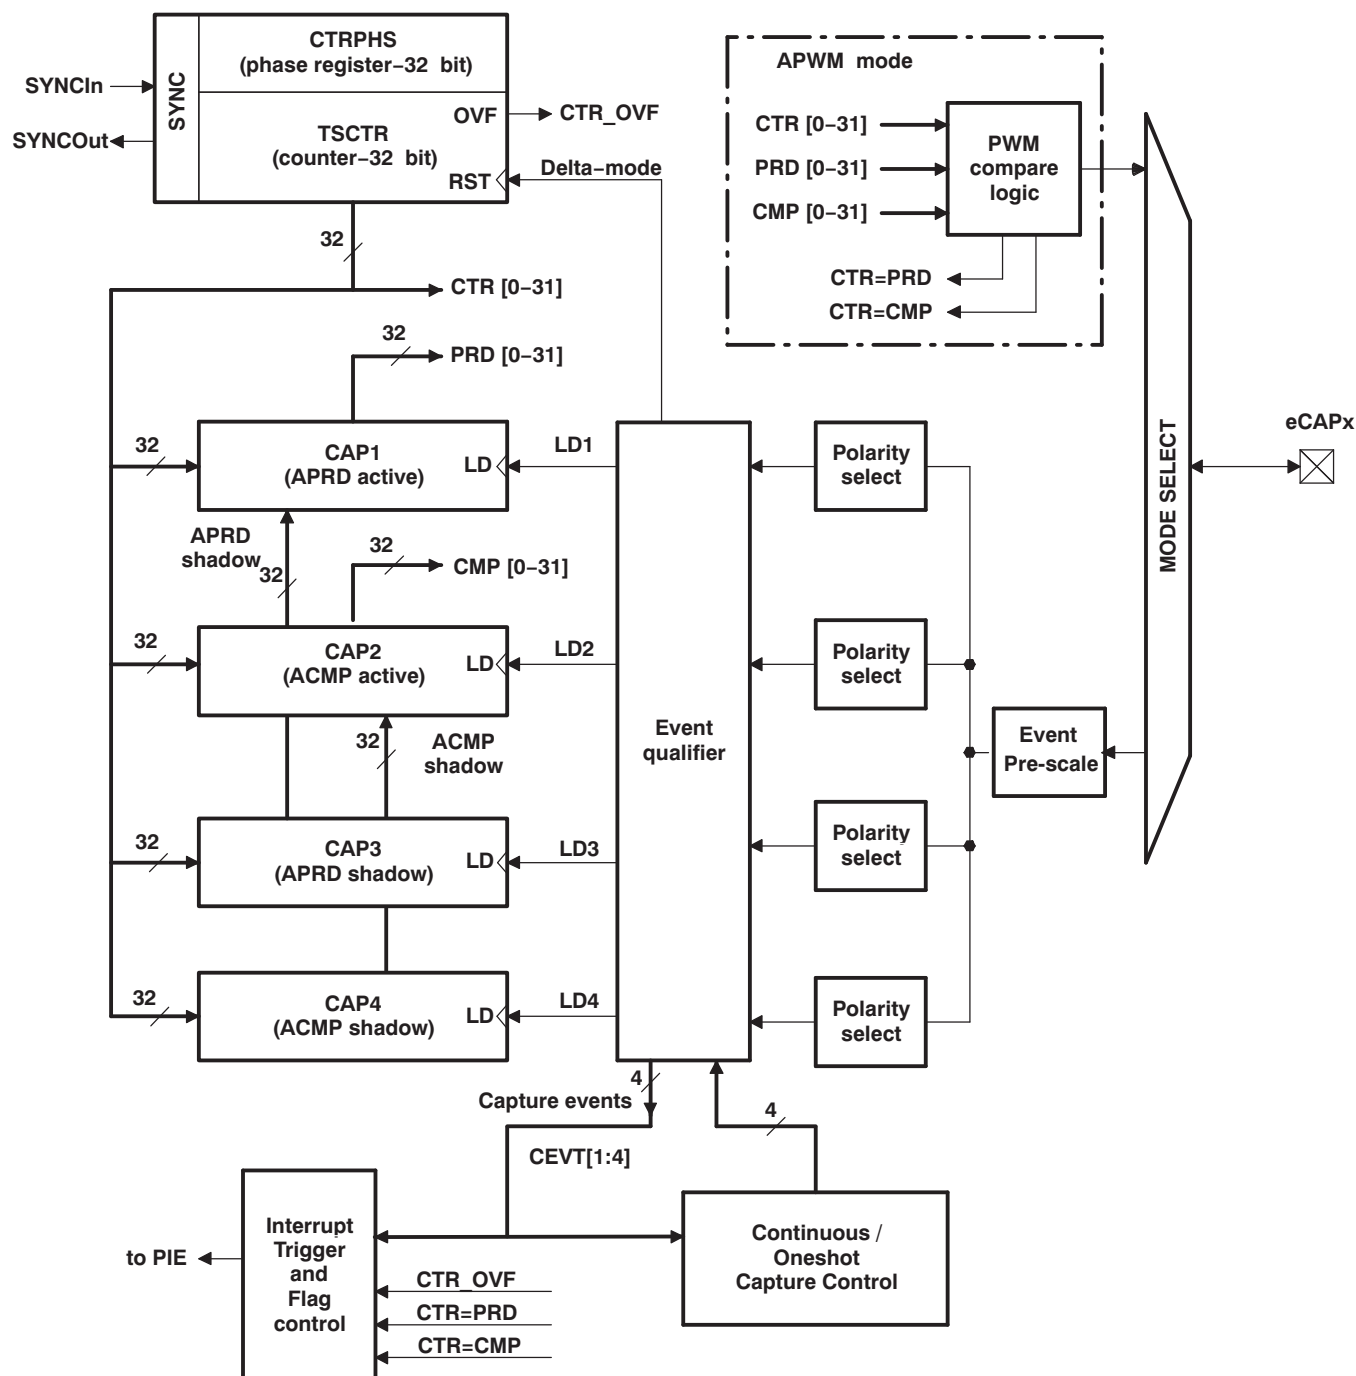 CTRPHS
(phase register−32 bit)
SYNC
SYNCIn
SYNCOut
OVF
CTR_OVF
TSCTR
(counter−32 bit)
RST
Delta−mode
32
CTR [0−31]
32
PRD [0−31]
APWM mode
CTR [0−31]
PRD [0−31]
CMP [0−31]
PWM
compare
logic
CTR=PRD
CTR=CMP
32
CAP1
(APRD active)
LD
LD1
Polarity
select
eCAPx
MODE SELECT
APRD
shadow
32
32
CMP [0−31]
32
CAP2
(ACMP active)
LD
LD2
Polarity
select
32
ACMP
shadow
Event
qualifier
Event
Pre-scale
32
CAP3
(APRD shadow)
LD
LD3
Polarity
select
32
CAP4
(ACMP shadow)
LD
LD4
Polarity
select
4
Capture events
4
CEVT[1:4]
Interrupt
Trigger
and
Flag
control
to PIE
CTR_OVF
CTR=PRD
CTR=CMP
Continuous /
Oneshot
Capture Control